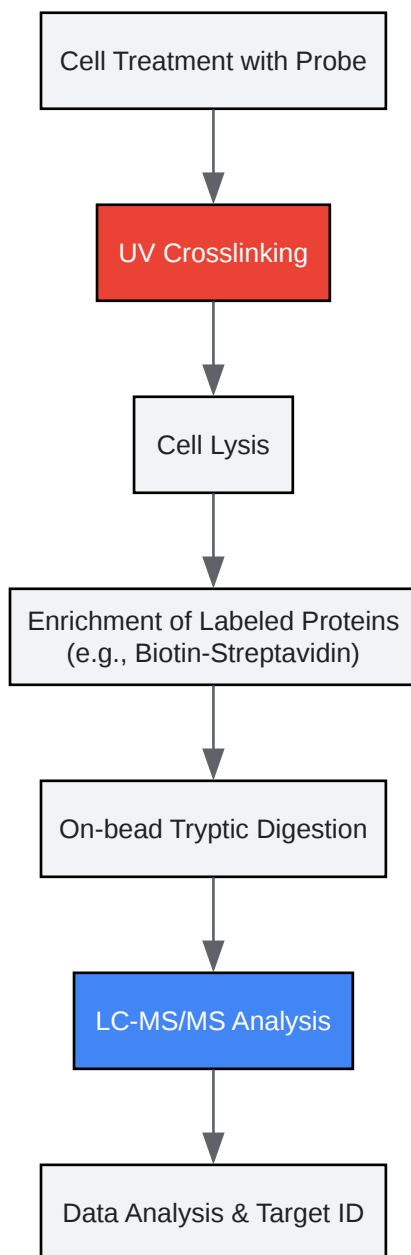 Cell Treatment with Probe
UV Crosslinking
Cell Lysis
Enrichment of Labeled Proteins
(e.g., Biotin-Streptavidin)
On-bead Tryptic Digestion
LC-MS/MS Analysis
Data Analysis & Target ID